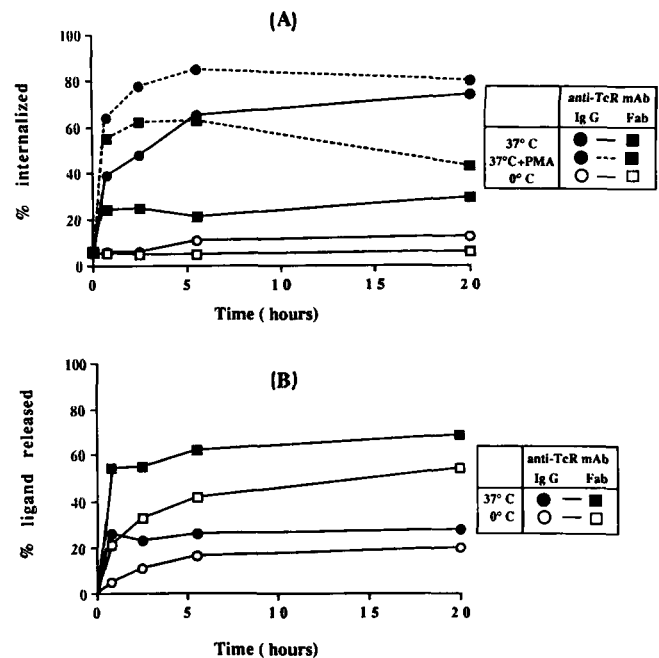 (A)
100
80
60
40
20
0
% internalized
0
5
10
15
20
Time ( hours)
anti-TcR mAb
Ig G Fab
37° C
37°C+PMA
0° C
(B)
100
80
60
40
20
0
% ligand released
0
5
10
15
20
Time ( hours)
anti-TcR mAb
Ig G Fab
37° C
0° C